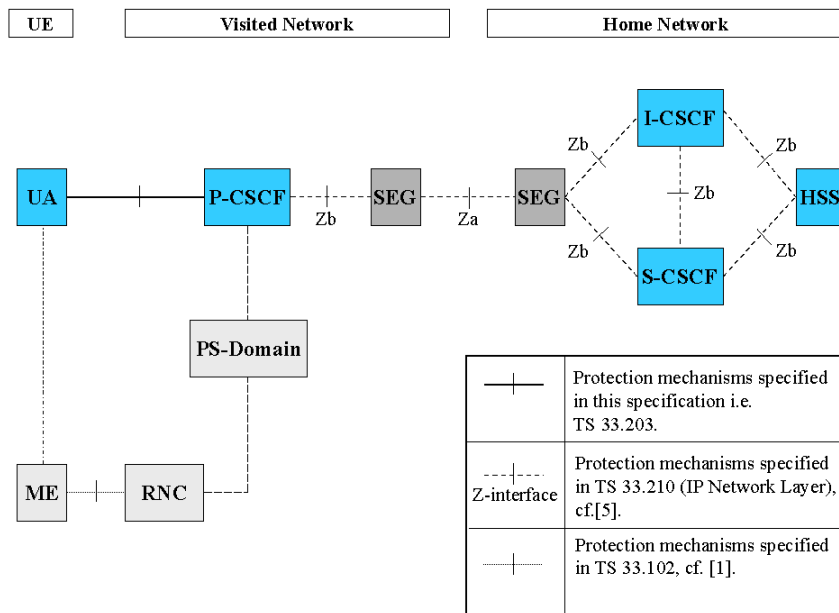 UE
Visited Network
Home Network
I-CSCF
Zb
Zb
UA
P-CSCF
SEG
SEG
Zb
HSS
Zb
Za
Zb
Zb
S-CSCF
PS-Domain
ME
RNC
Protection mechanisms specified
in this specification i.e.
TS 33.203.
Z-interface
Protection mechanisms specified
in TS 33.210 (IP Network Layer),
cf.[5].
Protection mechanisms specified
in TS 33.102, cf. [1].